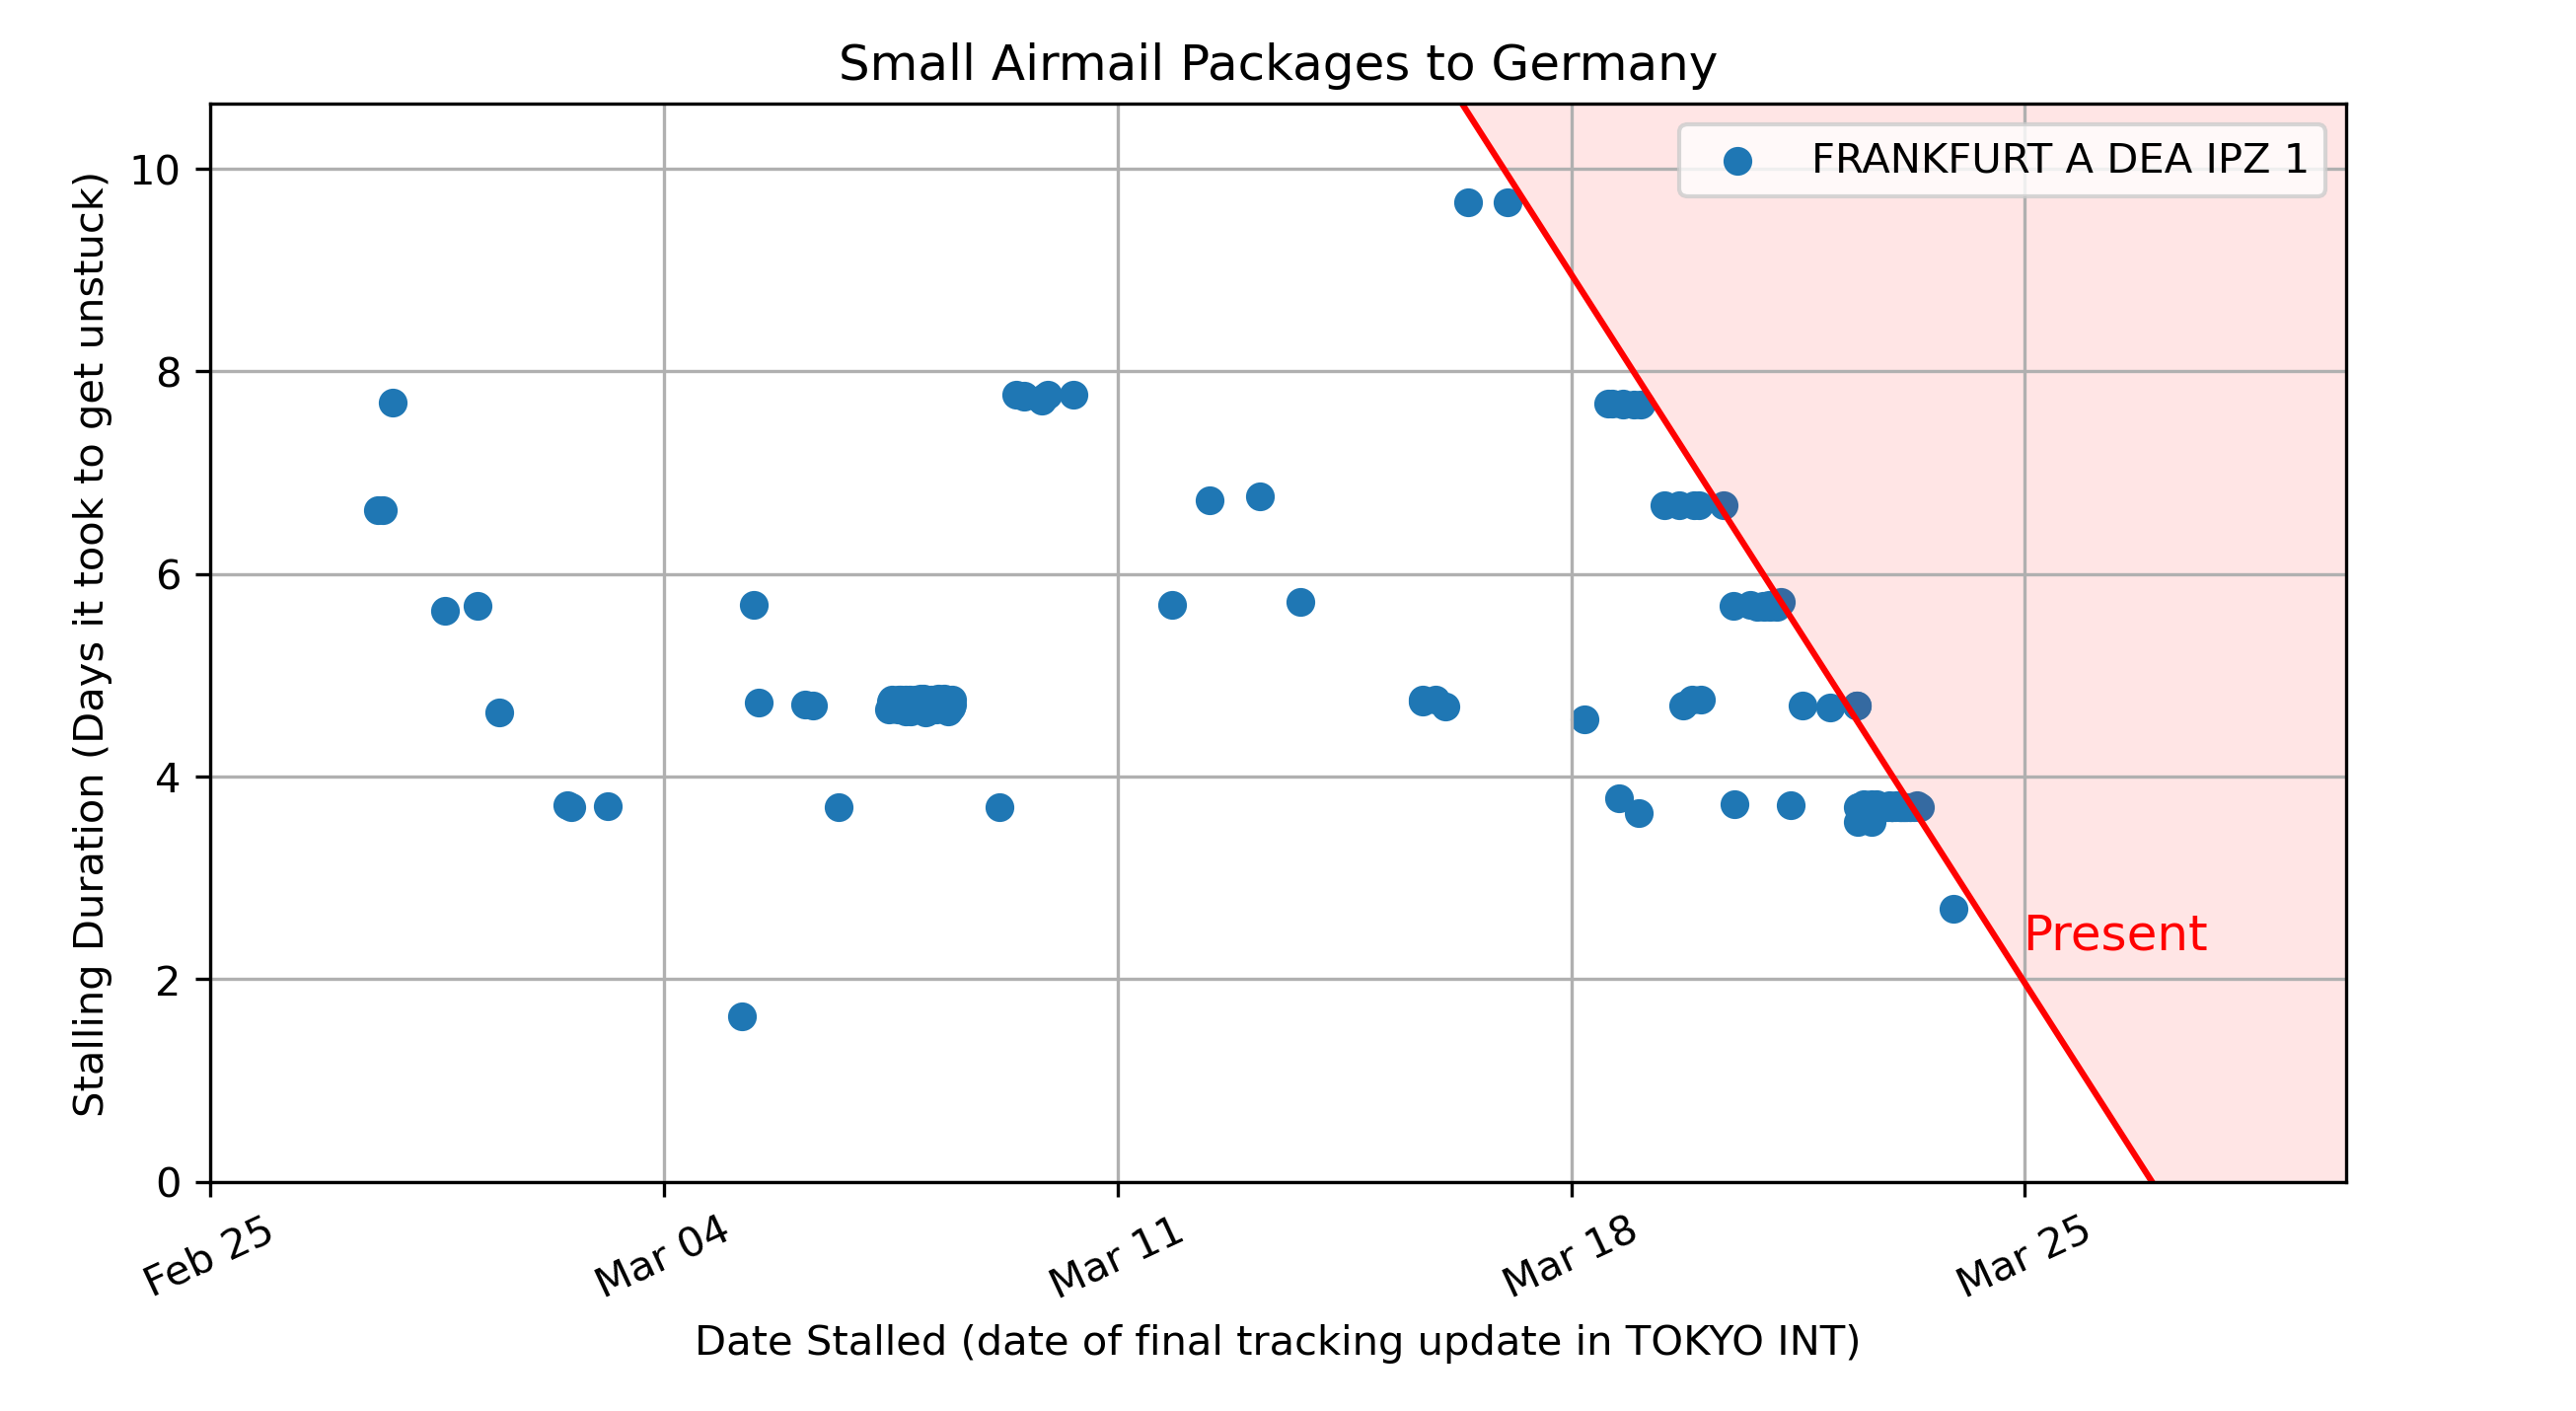 Small Airmail Packages to Germany
FRANKFURT A DEA IPZ 1
Stalling Duration (Days it took to get unstuck)
10
8
6
4
2
0
Present
Feb 25
Mar 04
Mar 11
Mar 18
Mar 25
Date Stalled (date of final tracking update in TOKYO INT)